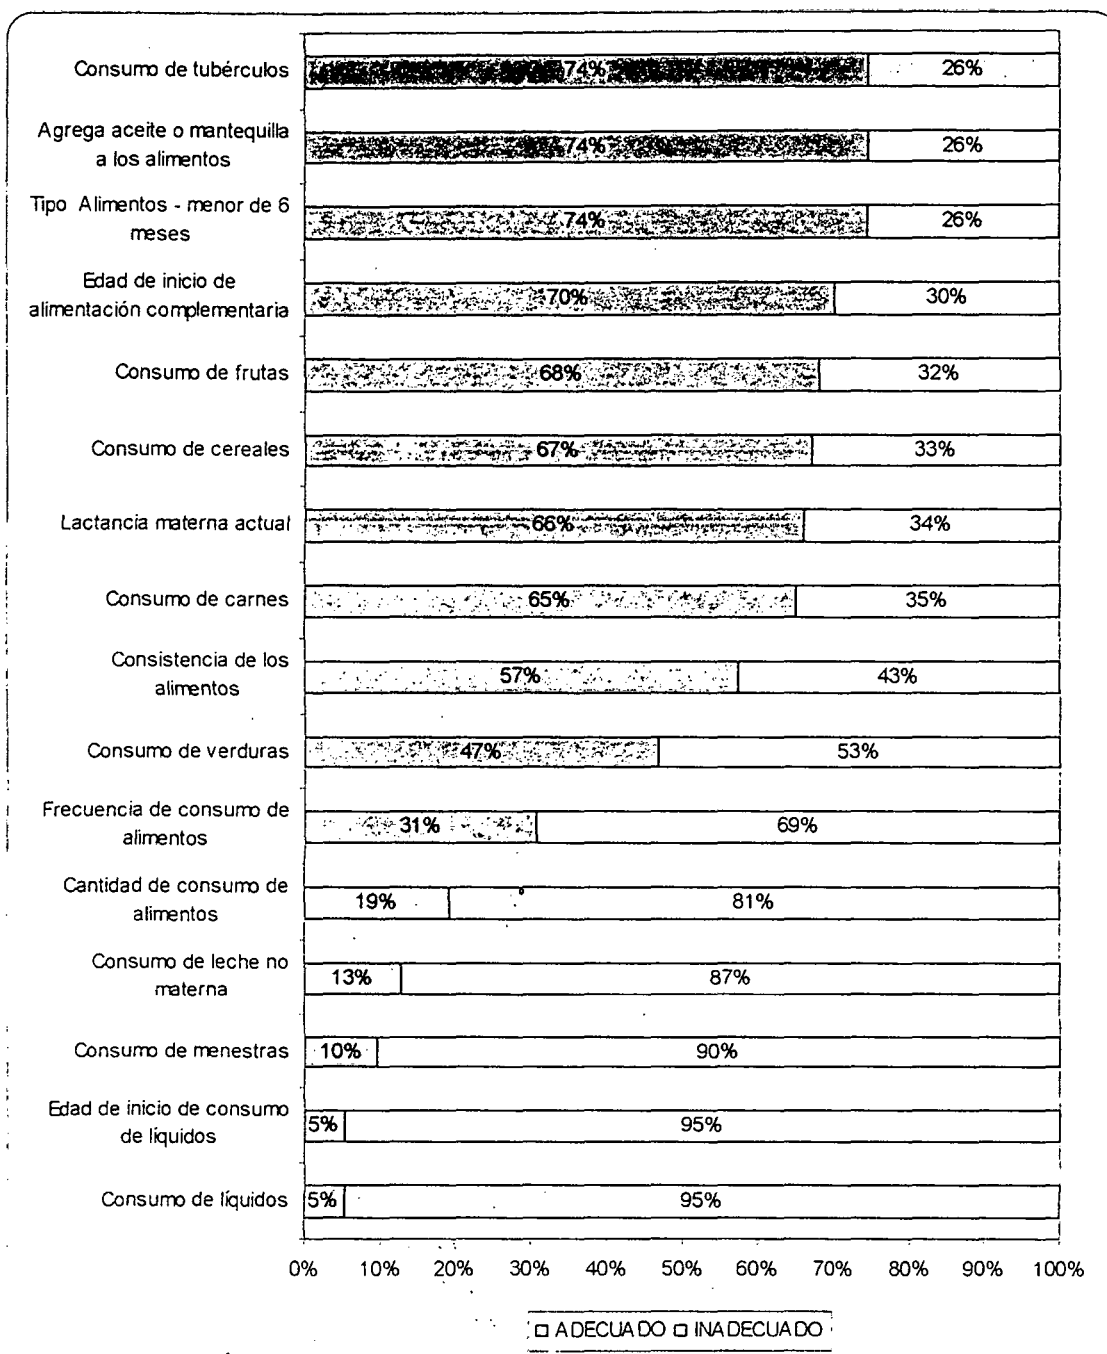 Consumo de tubérculos 74% 26%
Agrega aceite o mantequilla
a los alimentos 74% 26%
Tipo Alimentos - menor de 6
meses 74% 26%
Edad de inicio de
alimentación complementaria 70% 30%
Consumo de frutas 68% 32%
Consumo de cereales 67% 33%
Lactancia materna actual 66% 34%
Consumo de carnes 65% 35%
Consistencia de los
alimentos 57% 43%
Consumo de verduras 47% 53%
Frecuencia de consumo de
alimentos 31% 69%
Cantidad de consumo de
alimentos 19% 81%
Consumo de leche no
materna 13% 87%
Consumo de menestras 10% 90%
Edad de inicio de consumo
de líquidos 5% 95%
Consumo de líquidos 5% 95%
0% 10% 20% 30% 40% 50% 60% 70% 80% 90% 100%
ADECUADO INADECUADO